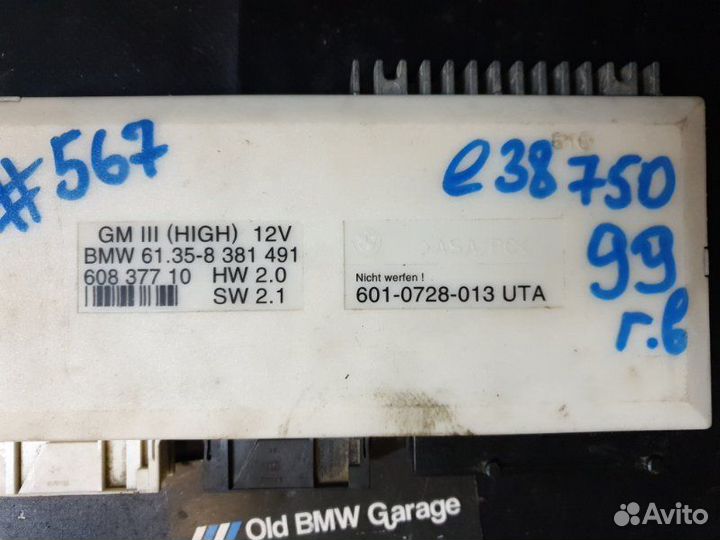 #567
e38 750
99
г.в
GM III (HIGH) 12V
BMW 61.35-8 381 491
608 377 10 HW 2.0
SW 2.1
Nicht werfen !
601-0728-013 UTA
Old BMW Garage
Avito